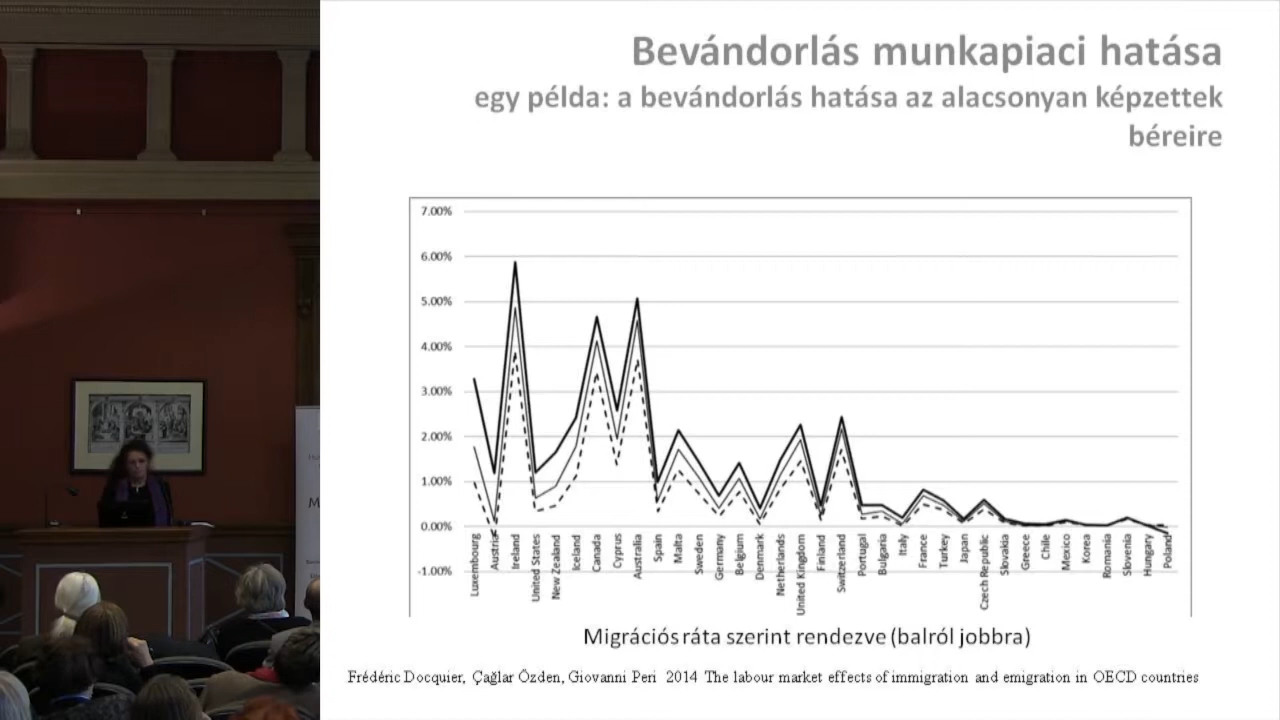 Bevándorlás munkapiaci hatása
egy példa: a bevándorlás hatása az alacsonyan képzettek
béreire
7.00%
6.00%
5.00%
4.00%
3.00%
2.00%
1.00%
0.00%
-1.00%
Luxembourg
Austria
Ireland
United States
New Zealand
Iceland
Canada
Cyprus
Australia
Spain
Malta
Sweden
Germany
Belgium
Denmark
Netherlands
United Kingdom
Finland
Switzerland
Portugal
Bulgaria
Italy
France
Turkey
Japan
Czech Republic
Slovakia
Greece
Chile
Mexico
Korea
Romania
Slovenia
Hungary
Poland
Migrációs ráta szerint rendezve (balról jobbra)
Frédéric Docquier, Çağlar Özden, Giovanni Peri 2014 The labour market effects of immigration and emigration in OECD countries